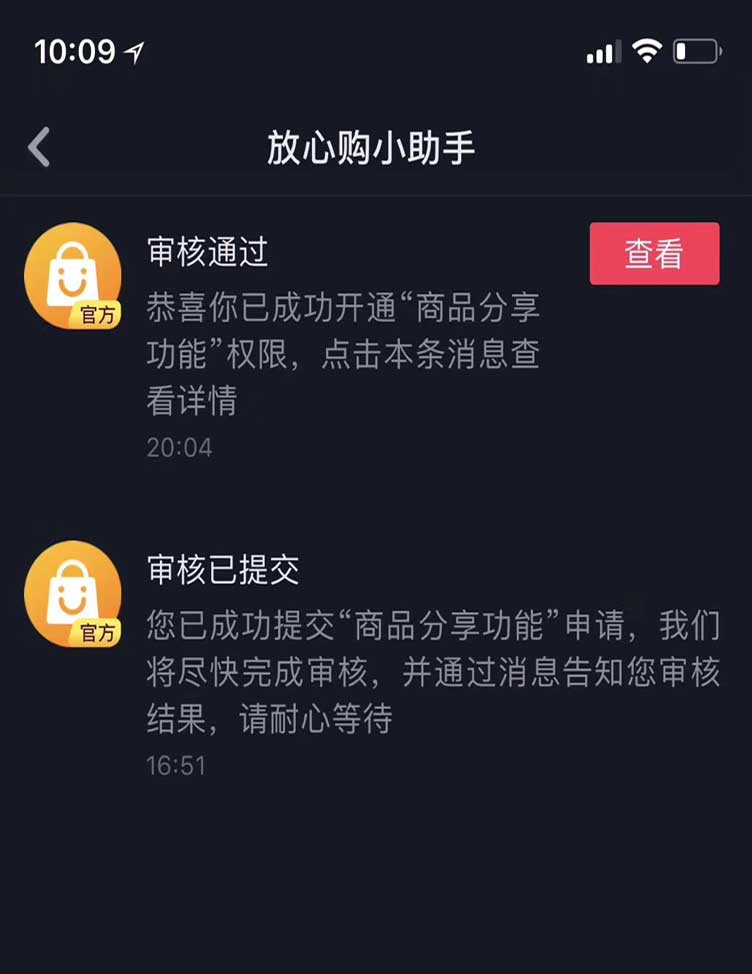 10:09
放心购小助手
审核通过
查看
恭喜你已成功开通“商品分享
功能”权限，点击本条消息查
看详情
官方
20:04
审核已提交
您已成功提交“商品分享功能”申请，我们
将尽快完成审核，并通过消息告知您审核
结果，请耐心等待
官方
16:51